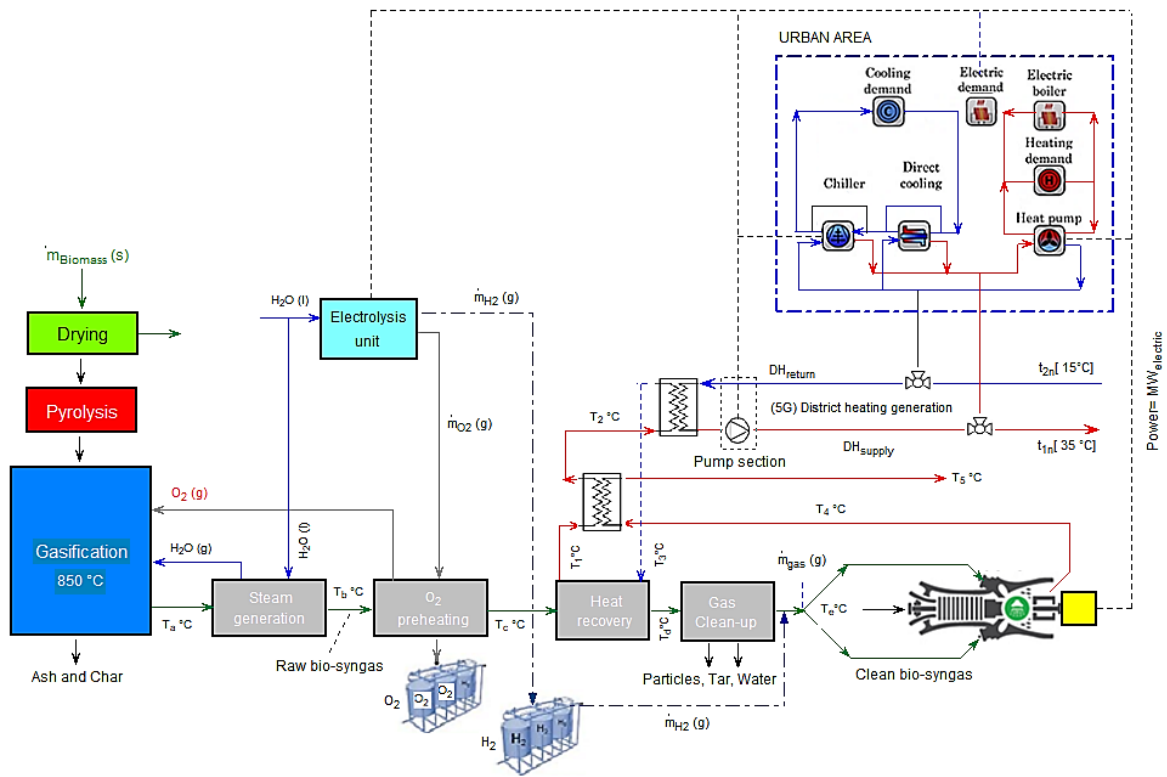 URBAN AREA
Cooling
demand
Electric
demand
Electric
boiler
Heating
demand
Chiller
Direct
cooling
Heat pump
ṁBiomass (s)
Drying
Pyrolysis
Gasification
850 °C
Ash and Char
H2O (l)
Electrolysis
unit
ṁH2 (g)
ṁO2 (g)
O2 (g)
H2O (g)
H2O (l)
Ta °C
Steam
generation
Tb °C
Raw bio-syngas
O2
preheating
Tc °C
O2
O2
O2
H2
H2
H2
Heat
recovery
Td°C
Gas
Clean-up
Particles, Tar, Water
ṁH2 (g)
ṁgas (g)
Te°C
Clean bio-syngas
T1°C
T2 °C
T3°C
T4 °C
T5 °C
DHreturn
t2n[ 15°C]
(5G) District heating generation
DHsupply
t1n[ 35 °C]
Pump section
Power= MWelectric